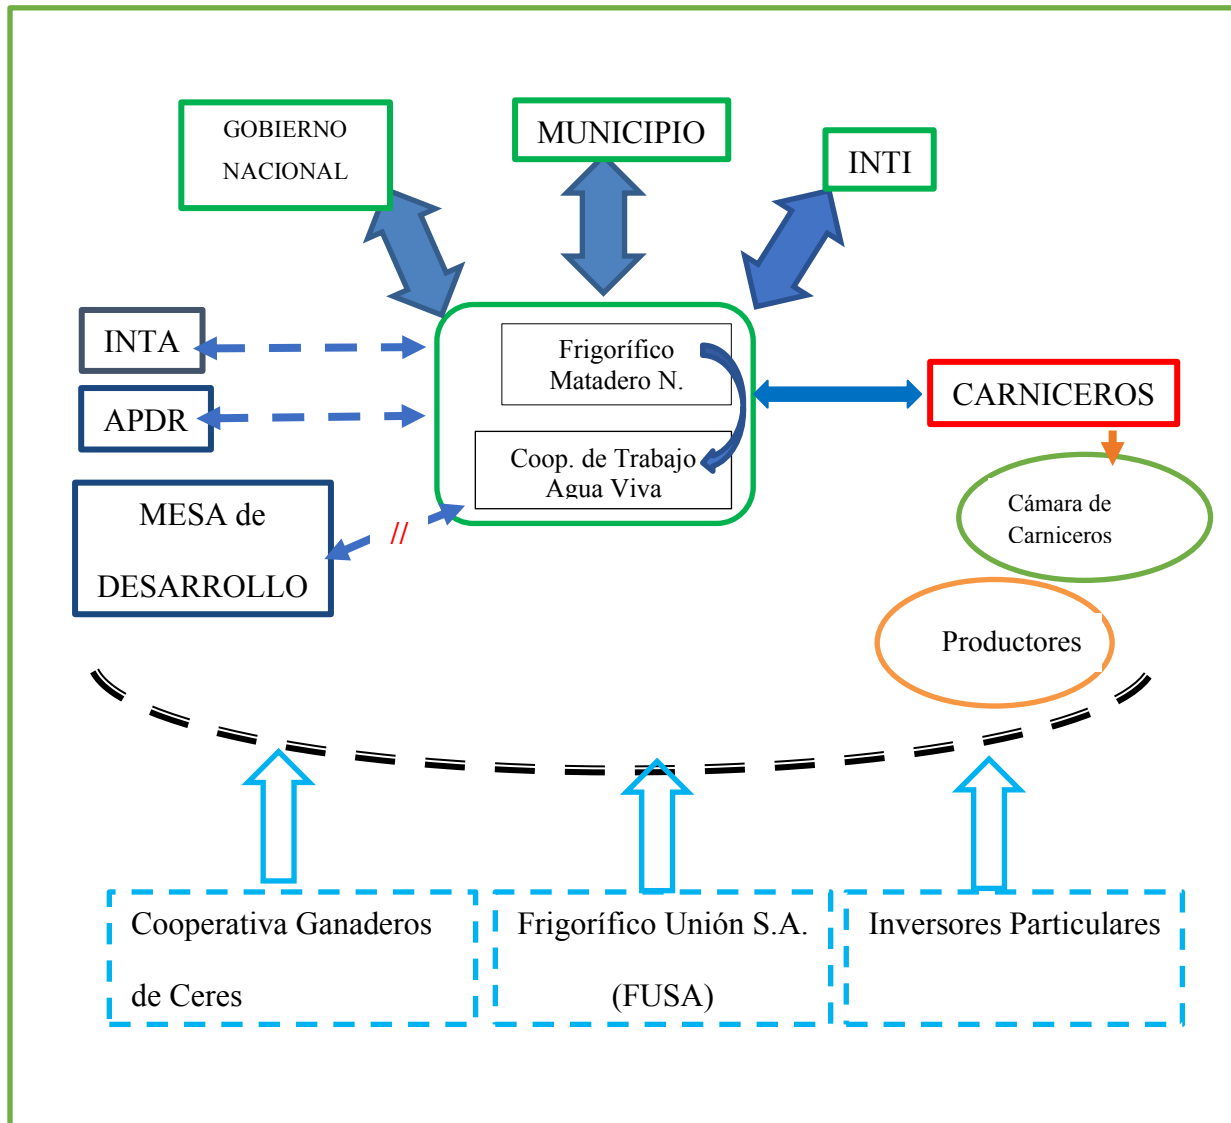 GOBIERNO
NACIONAL
MUNICIPIO
INTI
INTA
APDR
MESA de
DESARROLLO
//
Frigorífico
Matadero N.
Coop. de Trabajo
Agua Viva
CARNICEROS
Cámara de
Carniceros
Productores
Cooperativa Ganaderos
de Ceres
Frigorífico Unión S.A.
(FUSA)
Inversores Particulares